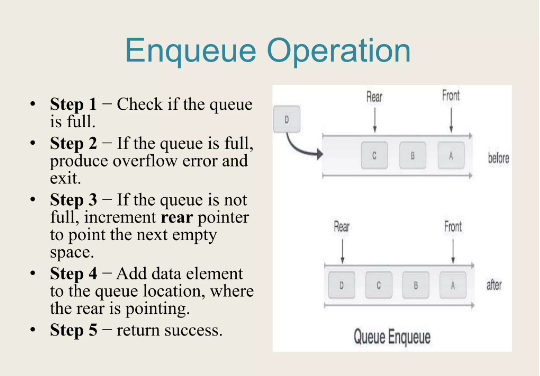 Enqueue Operation
• Step 1 − Check if the queue
is full.
• Step 2 − If the queue is full,
produce overflow error and
exit.
• Step 3 − If the queue is not
full, increment rear pointer
to point the next empty
space.
• Step 4 − Add data element
to the queue location, where
the rear is pointing.
• Step 5 − return success.
Rear Front
D
C B A before
Rear Front
D C B A after
Queue Enqueue